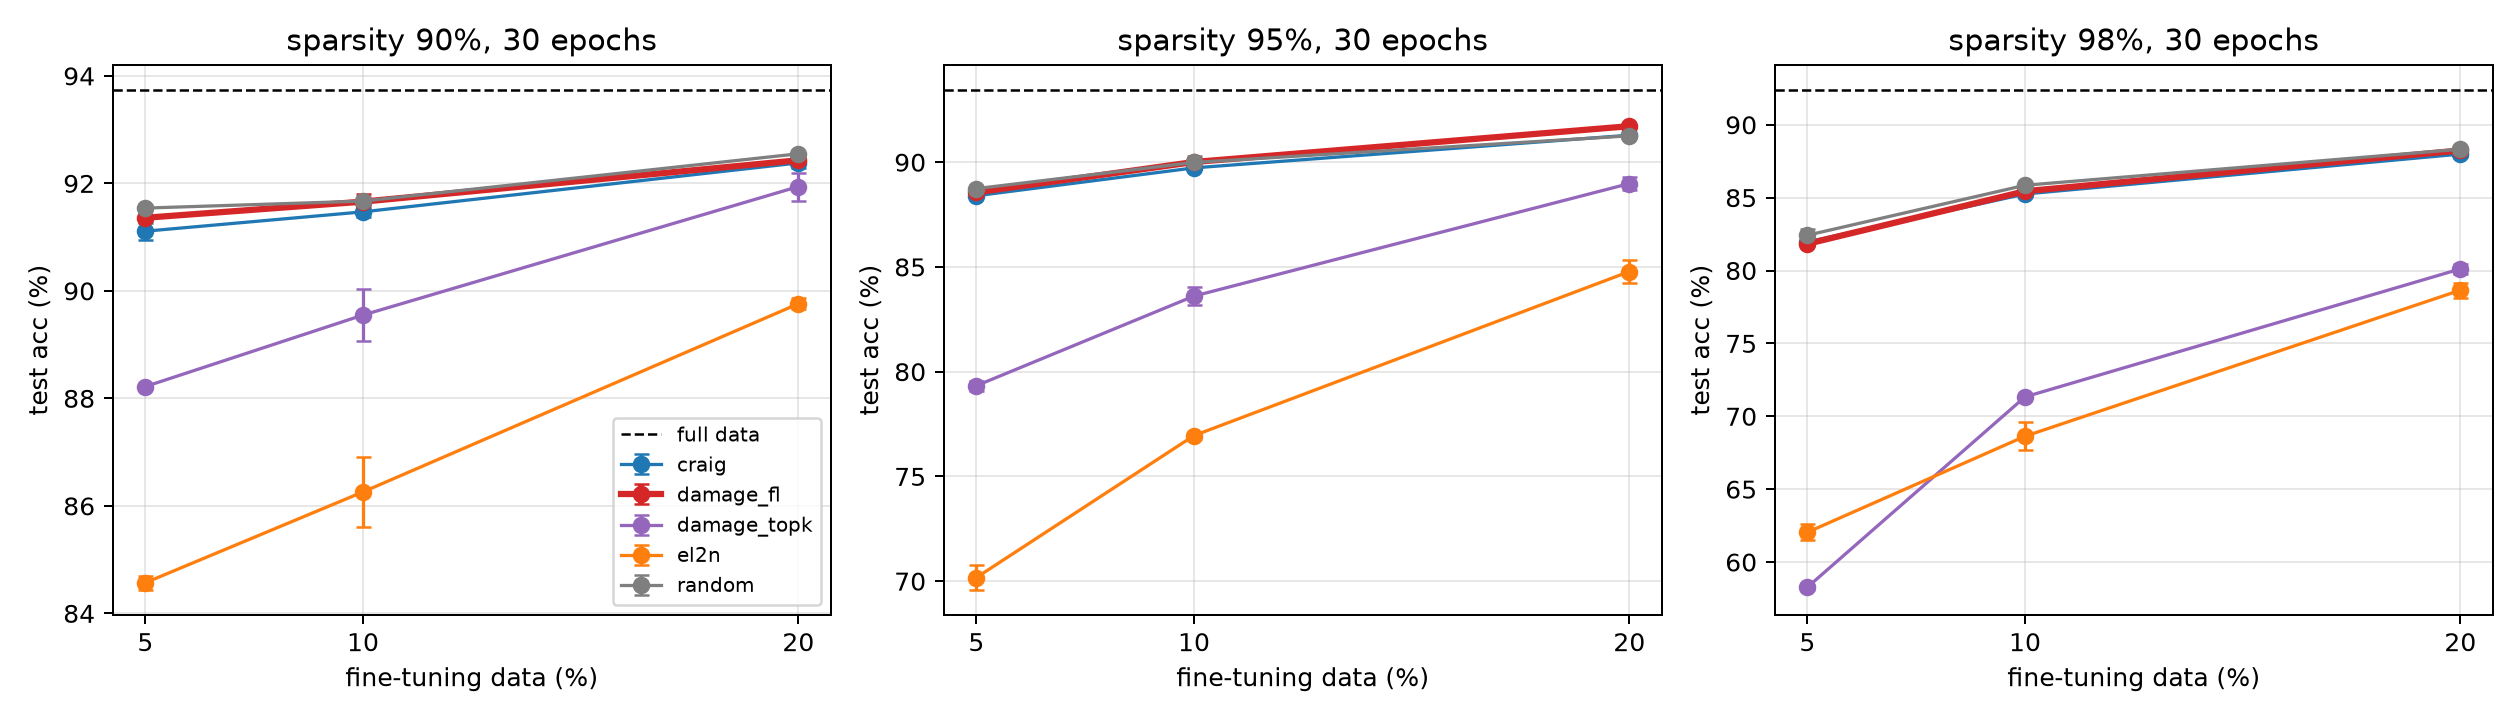 sparsity 90%, 30 epochs
test acc (%)
94
92
90
88
86
84
full data
craig
damage_fl
damage_topk
el2n
random
5
10
20
fine-tuning data (%)
sparsity 95%, 30 epochs
test acc (%)
90
85
80
75
70
5
10
20
fine-tuning data (%)
sparsity 98%, 30 epochs
test acc (%)
90
85
80
75
70
65
60
5
10
20
fine-tuning data (%)